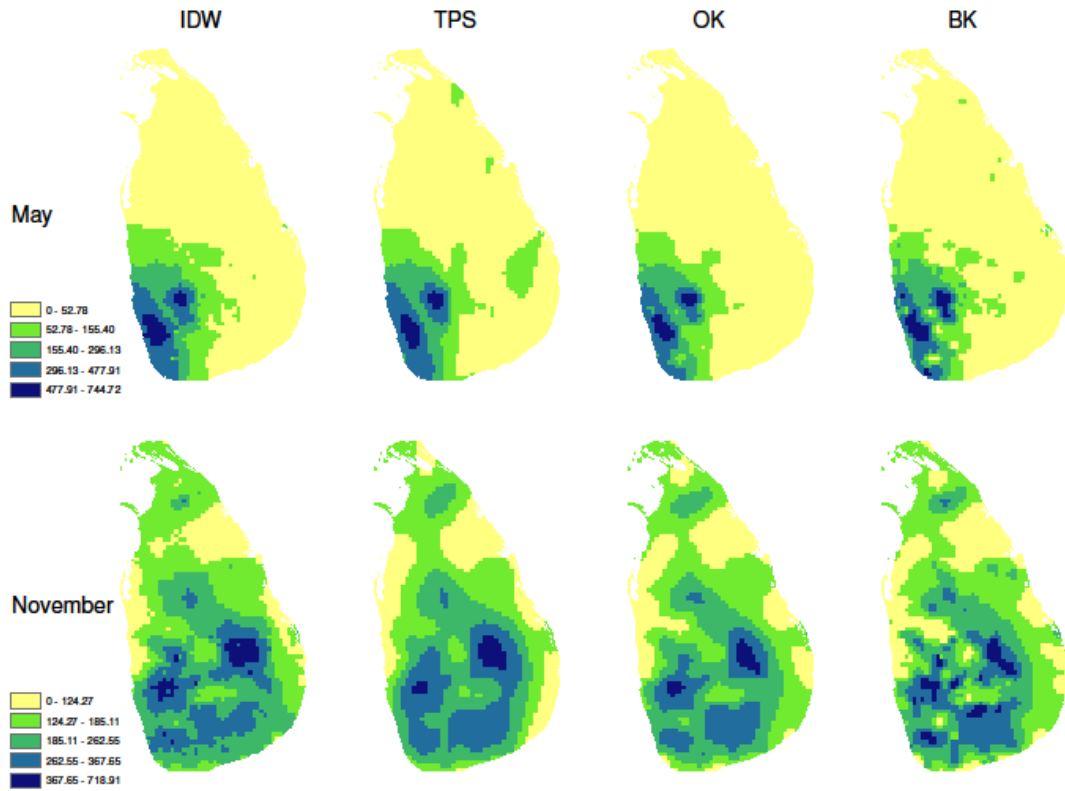 IDW TPS OK BK
May
0 - 52.78
52.78 - 155.40
155.40 - 296.13
296.13 - 477.91
477.91 - 744.72
November
0 - 124.27
124.27 - 185.11
185.11 - 262.55
262.55 - 367.65
367.65 - 718.91